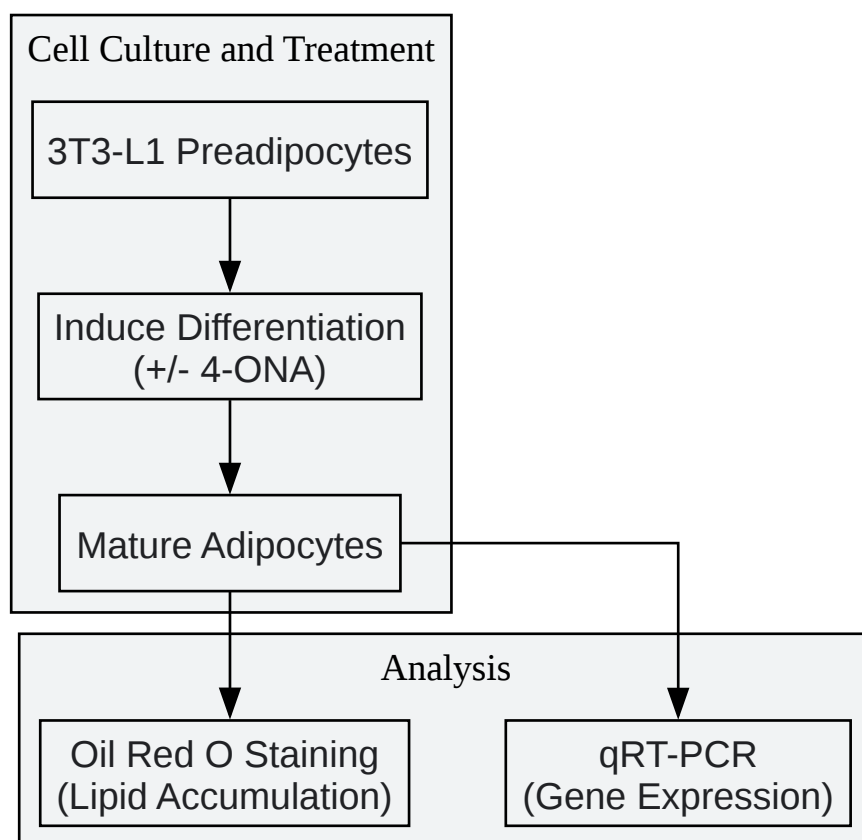 Cell Culture and Treatment
3T3-L1 Preadipocytes
Induce Differentiation
(+/- 4-ONA)
Mature Adipocytes
Analysis
Oil Red O Staining
(Lipid Accumulation)
qRT-PCR
(Gene Expression)